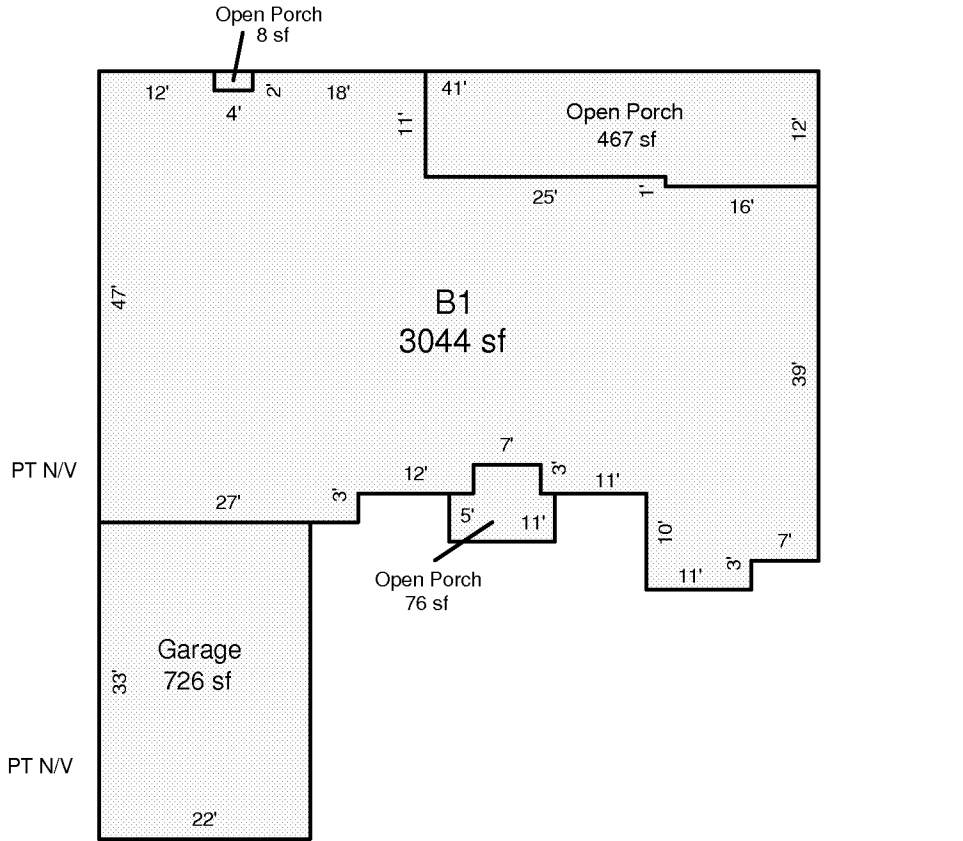 Open Porch
8 sf
12'
4'
2'
18'
11'
41'
Open Porch
467 sf
12'
25'
1'
16'
47'
B1
3044 sf
39'
PT N/V
27'
3'
12'
7'
3'
11'
5'
11'
10'
11'
3'
7'
Open Porch
76 sf
Garage
726 sf
33'
PT N/V
22'